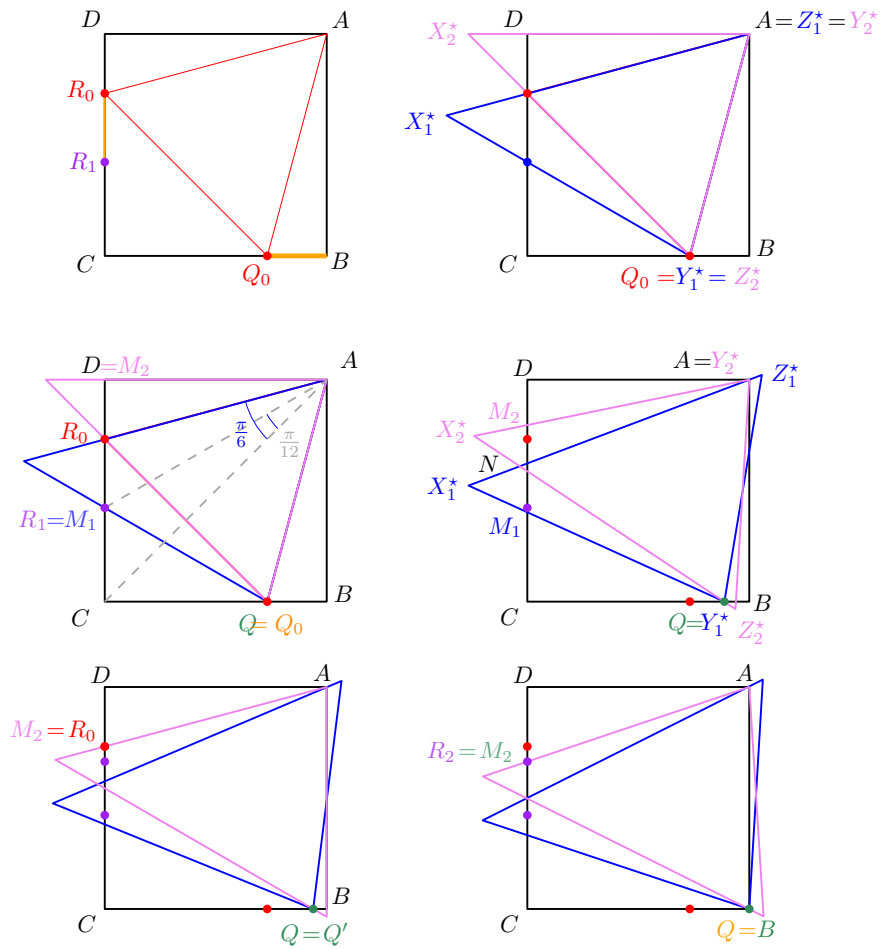 D A
R₀
R₁
C B
Q₀
X₂* D A = Z₁* = Y₂*
X₁*
C B
Q₀ = Y₁* = Z₂*
D = M₂ A
R₀
π/6 π/12
R₁ = M₁
C B
Q = Q₀
D A = Y₂* Z₁*
M₂
X₂*
N
X₁*
M₁
C B
Q = Y₁* Z₂*
D A
M₂ = R₀
C B
Q = Q′
D A
R₂ = M₂
C
Q = B